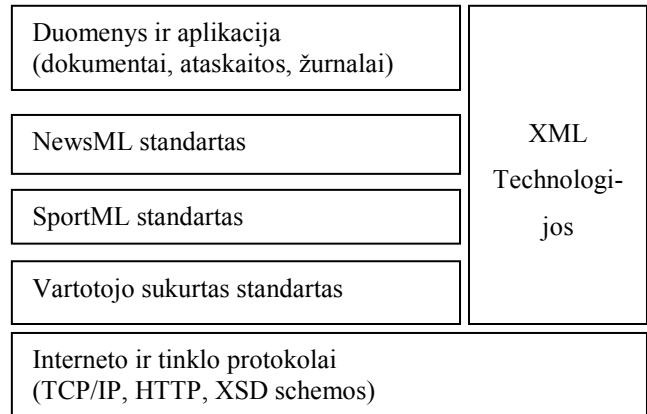 Duomenys ir aplikacija
(dokumentai, ataskaitos, žurnalai)
NewsML standartas
SportML standartas
Vartotojo sukurtas standartas
XML
Technologi-
jos
Interneto ir tinklo protokolai
(TCP/IP, HTTP, XSD schemos)